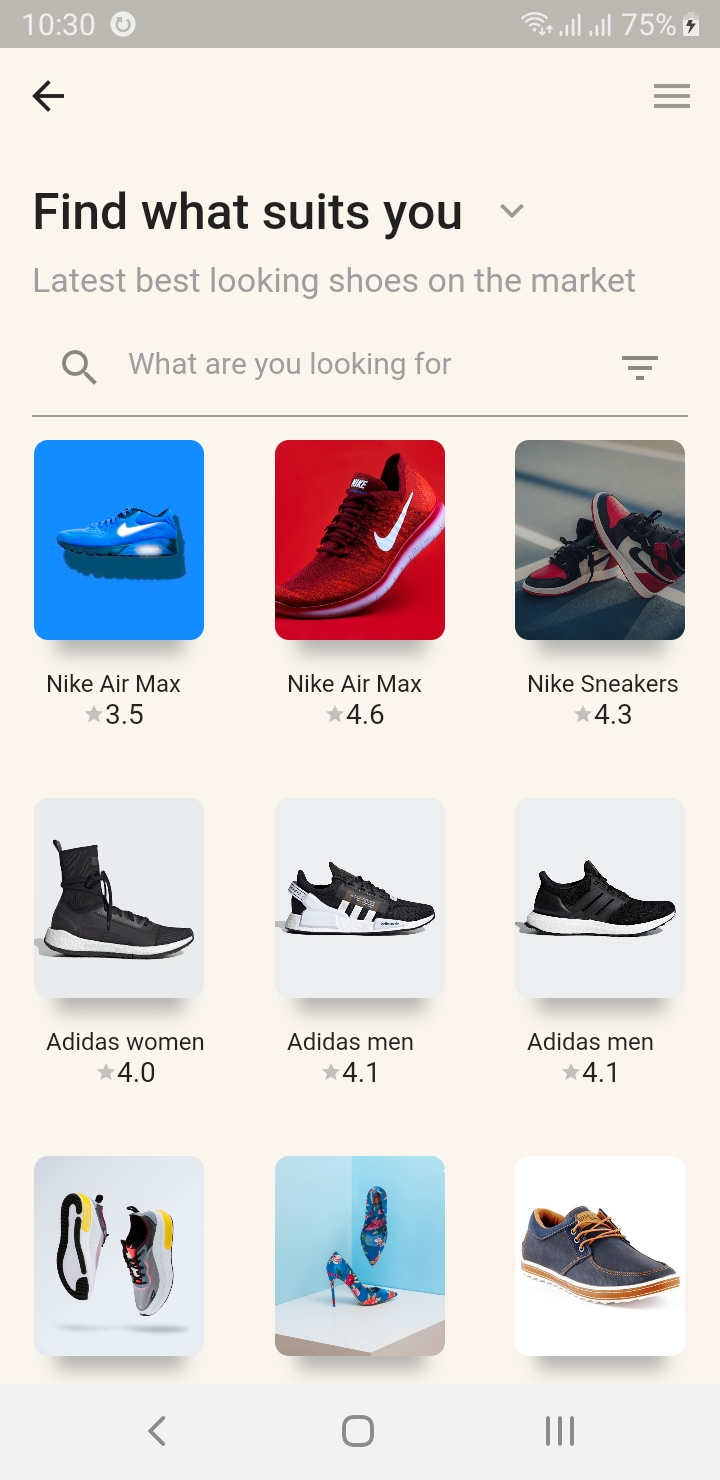 10:30
75%
Find what suits you
Latest best looking shoes on the market
What are you looking for
NIKE
Nike Air Max
Nike Air Max
Nike Sneakers
3.5
4.6
4.3
Adidas women
Adidas men
Adidas men
4.0
4.1
4.1